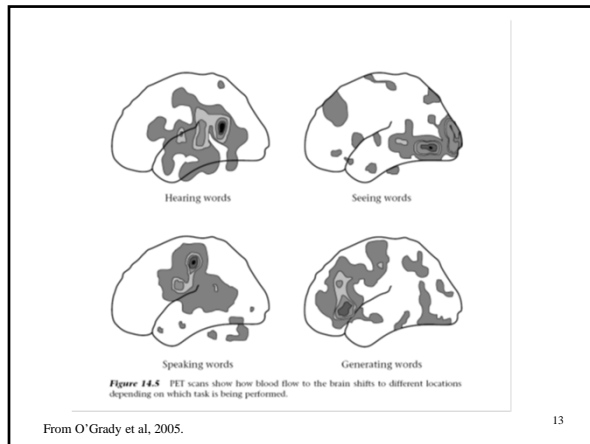 Hearing words
Seeing words
Speaking words
Generating words
Figure 14.5 PET scans show how blood flow to the brain shifts to different locations
depending on which task is being performed.
From O'Grady et al, 2005.
13